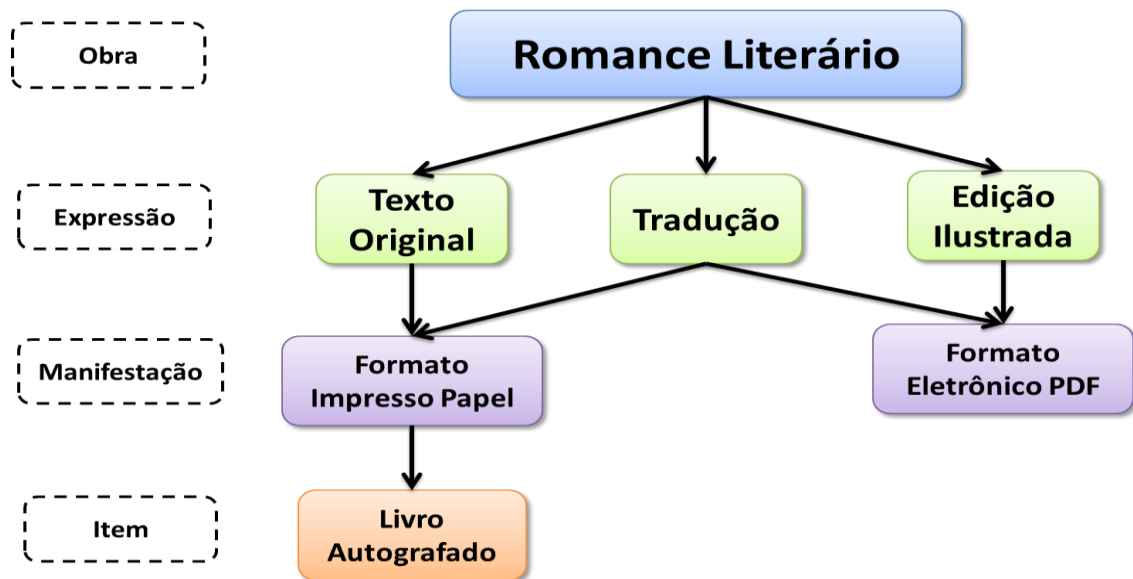 Obra
Romance Literário
Expressão
Texto
Original
Tradução
Edição
Ilustrada
Manifestação
Formato
Impresso Papel
Formato
Eletrônico PDF
Item
Livro
Autografado